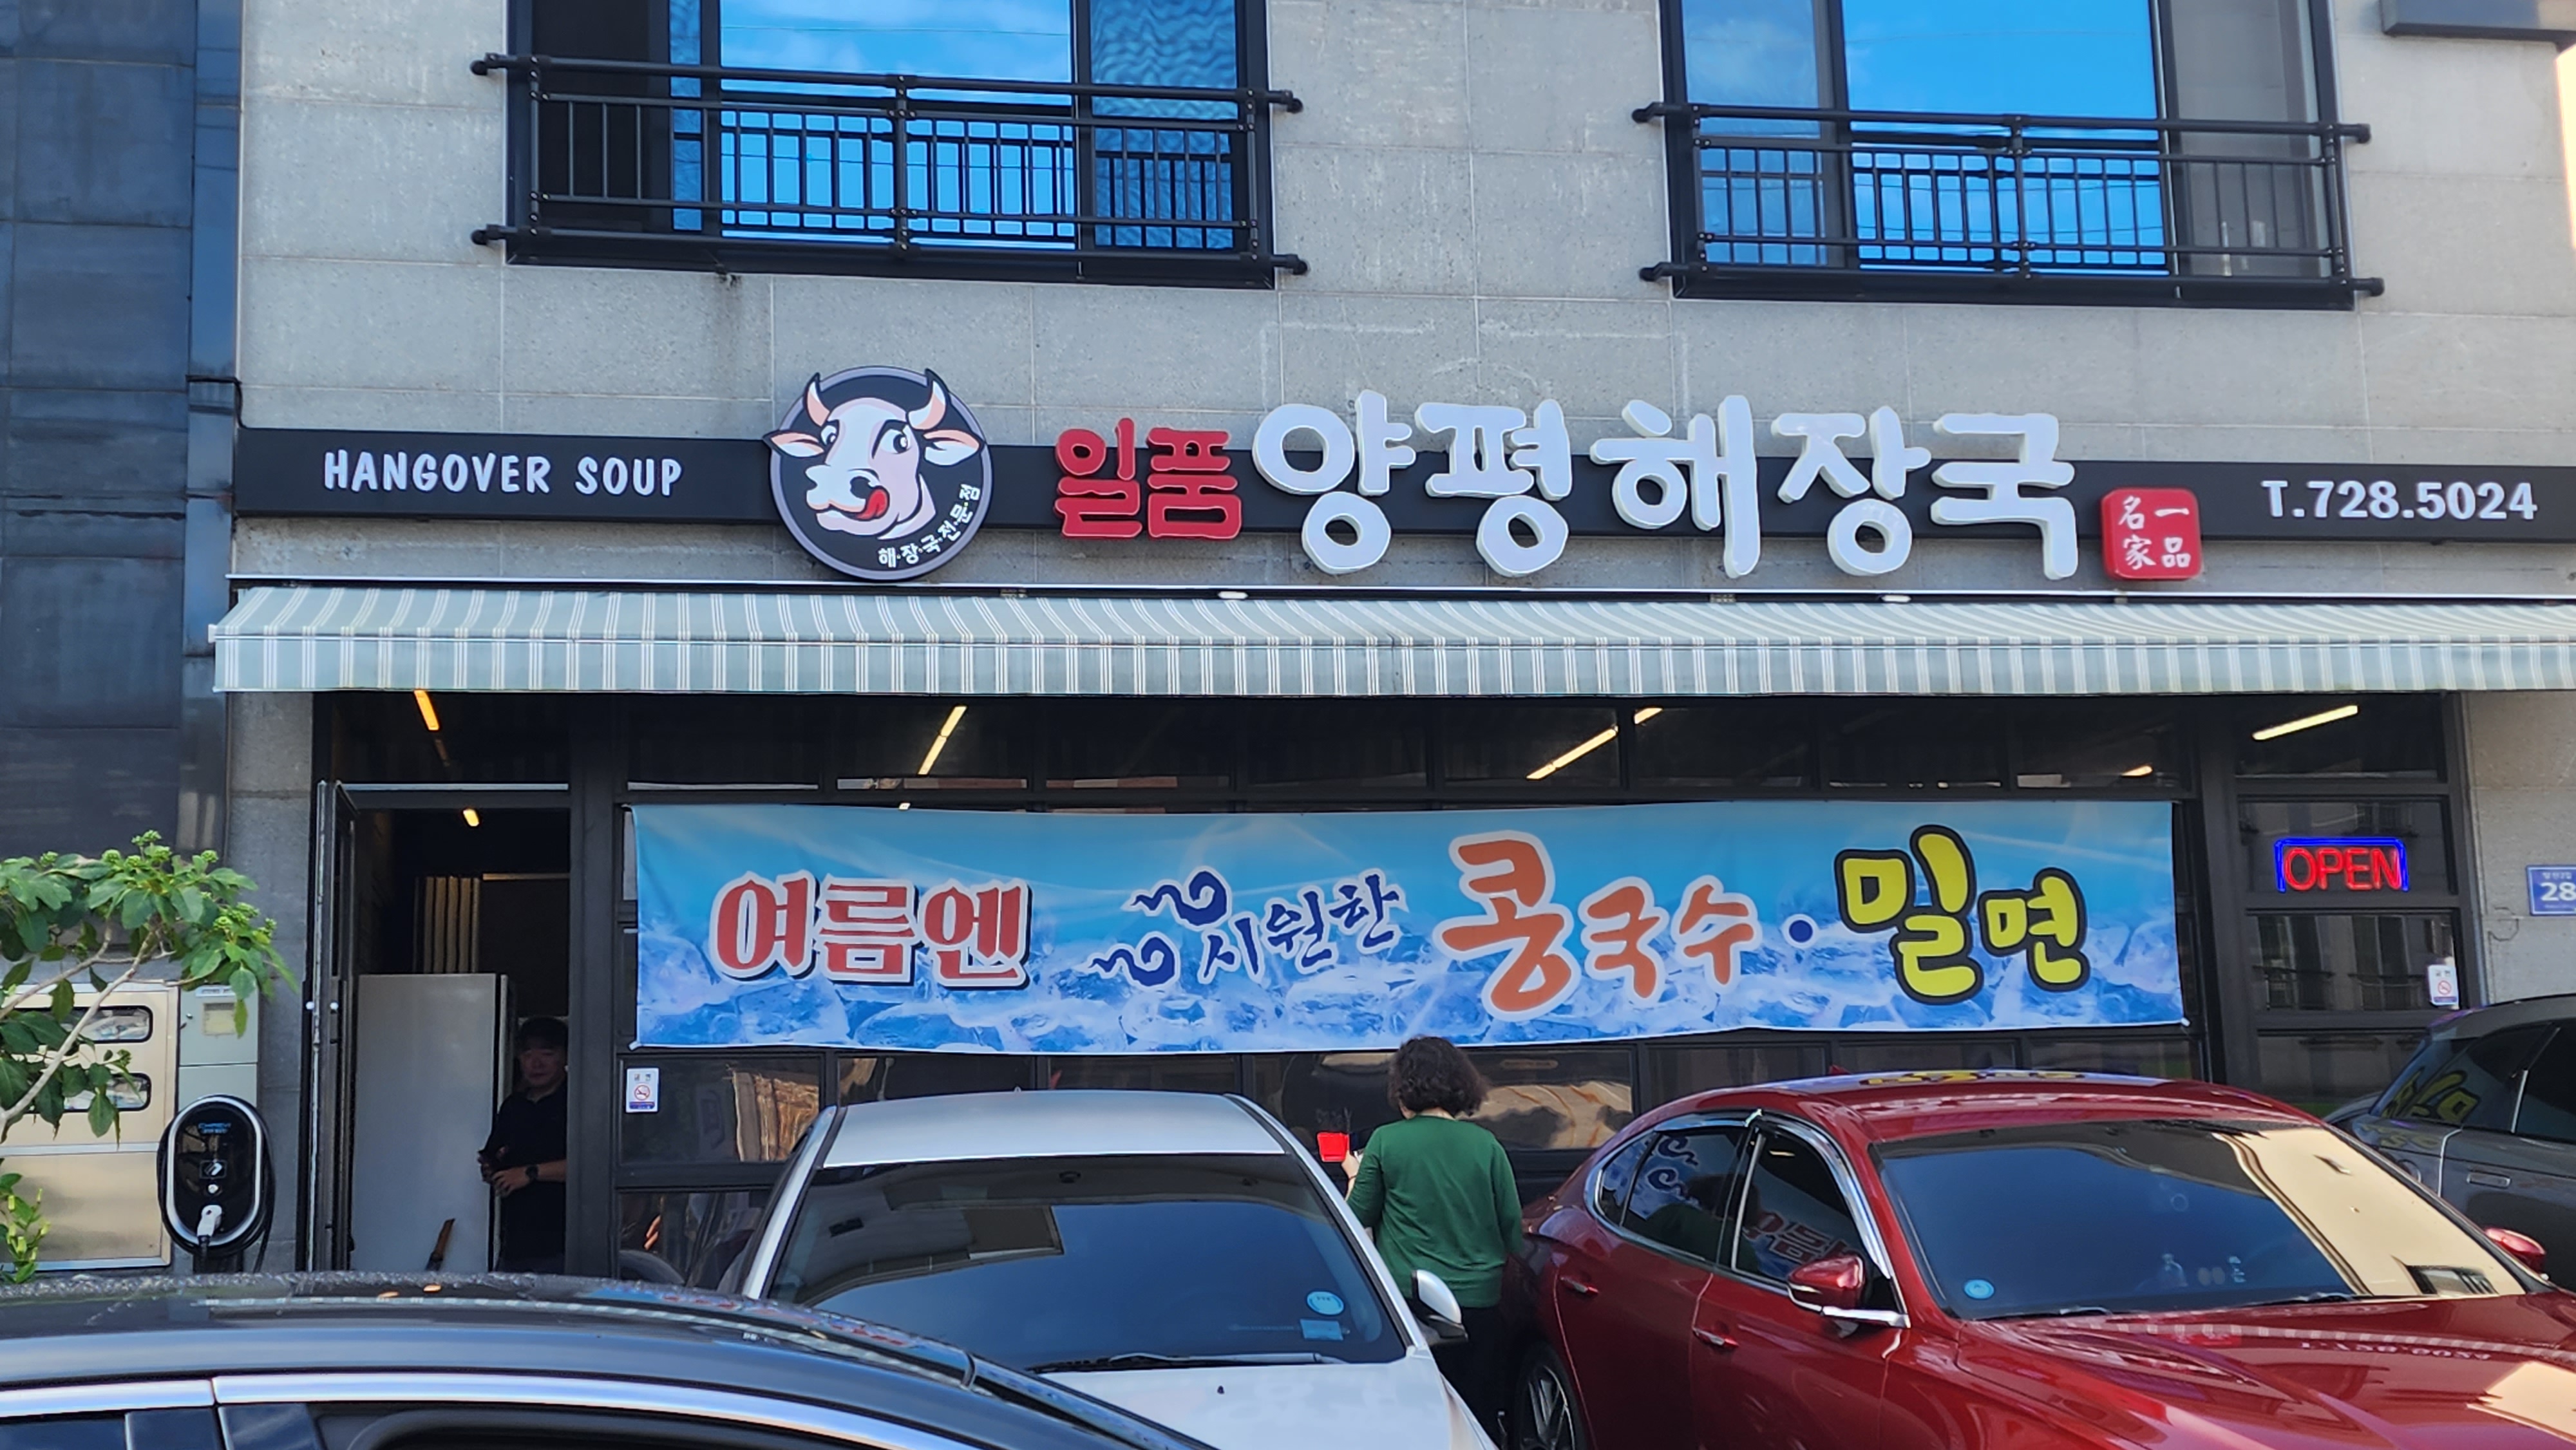 HANGOVER SOUP
해·장·국·전·문·점
일품 양평해장국
一品
名家
T.728.5024
여름엔 시원한 콩국수·밀면
OPEN
28